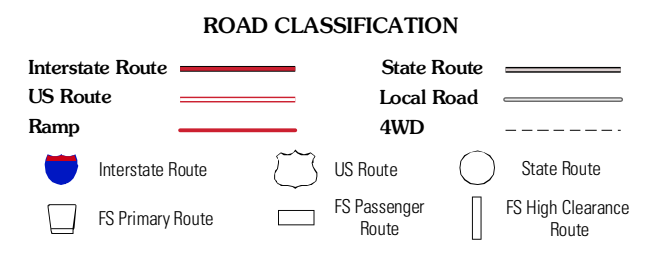 ROAD CLASSIFICATION
Interstate Route
State Route
US Route
Local Road
Ramp
4WD
Interstate Route
US Route
State Route
FS Primary Route
FS Passenger
Route
FS High Clearance
Route